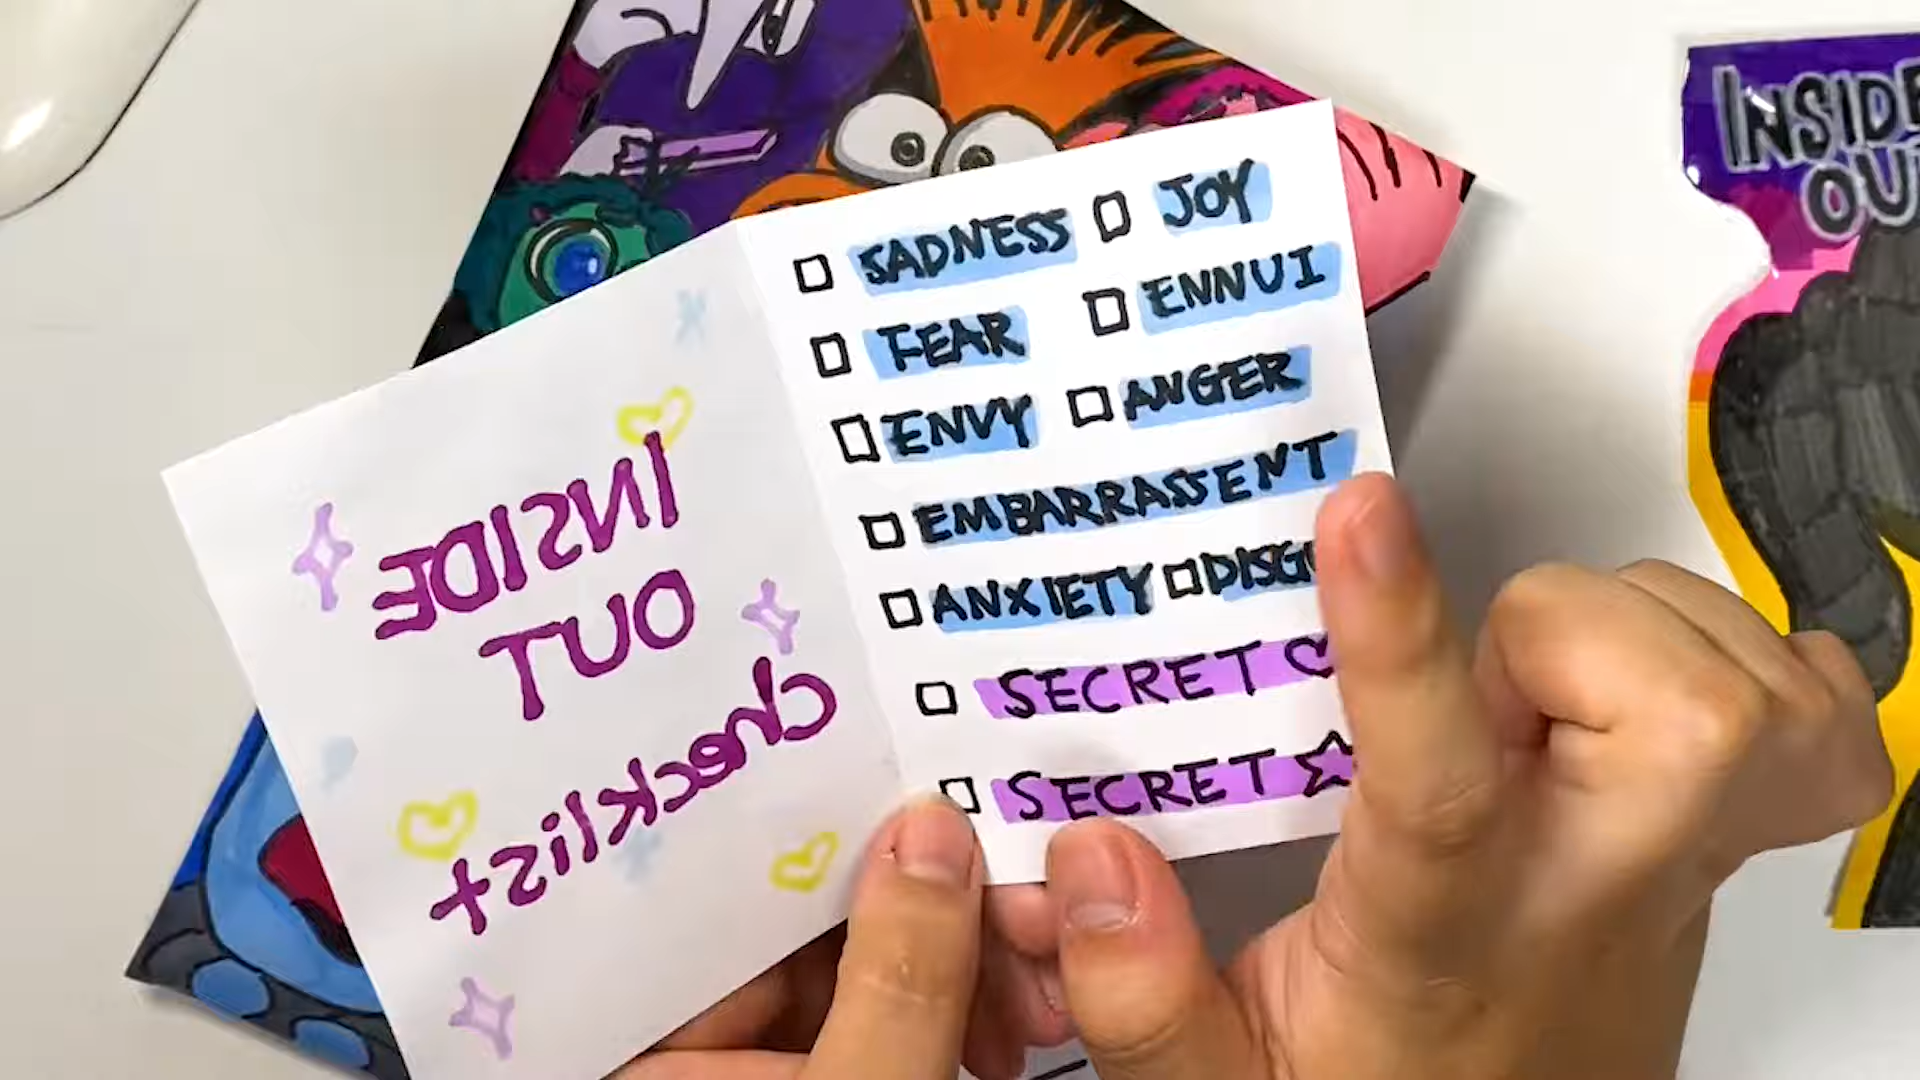 ☐ SADNESS ☐ JOY
☐ FEAR ☐ ENNUI
☐ ENVY ☐ ANGER
☐ EMBARRASSENT
☐ ANXIETY ☐
☐ SECRET ♡
☐ SECRET ☆
INSIDE
OUT
checklist
INSIDE
OUT